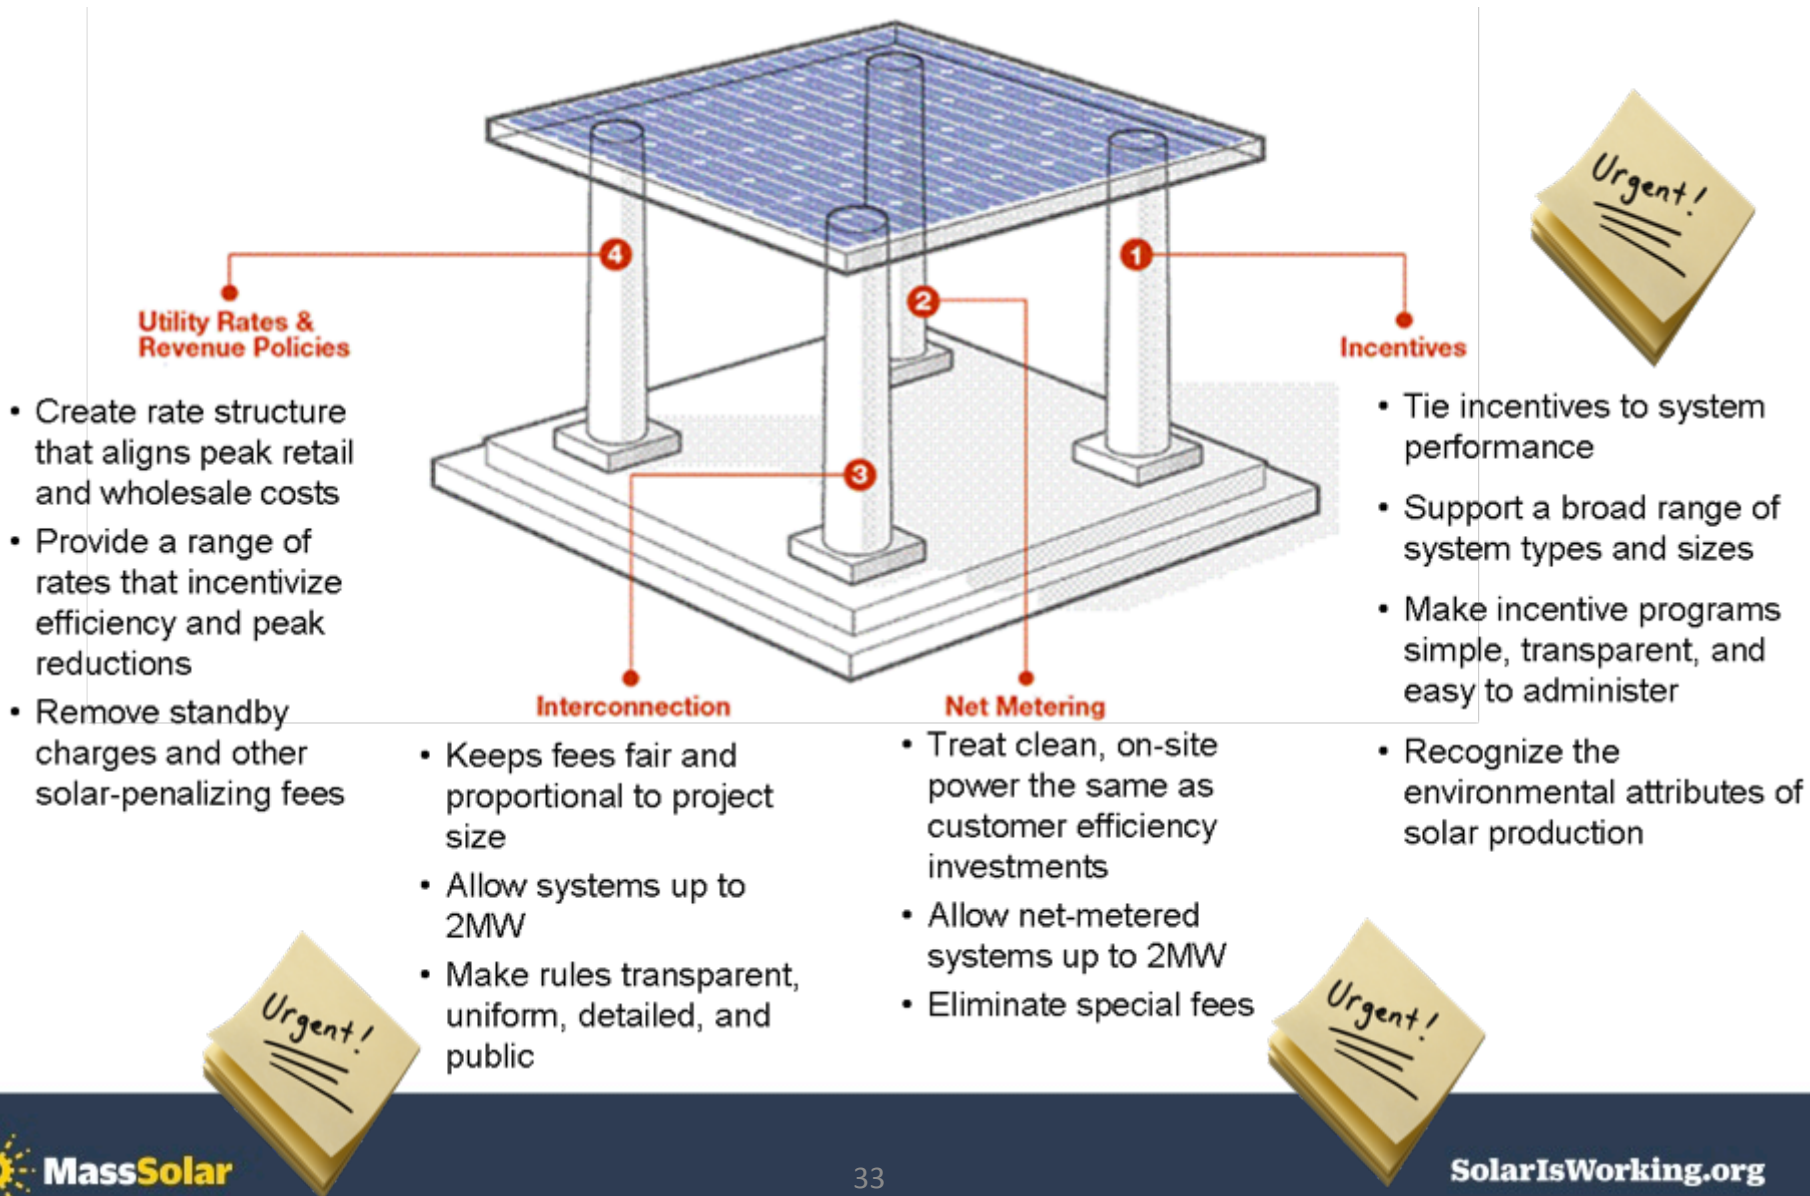 4
1
2
3
Utility Rates &
Revenue Policies
• Create rate structure
that aligns peak retail
and wholesale costs
• Provide a range of
rates that incentivize
efficiency and peak
reductions
• Remove standby
charges and other
solar-penalizing fees
Interconnection
• Keeps fees fair and
proportional to project
size
• Allow systems up to
2MW
• Make rules transparent,
uniform, detailed, and
public
Net Metering
• Treat clean, on-site
power the same as
customer efficiency
investments
• Allow net-metered
systems up to 2MW
• Eliminate special fees
Incentives
• Tie incentives to system
performance
• Support a broad range of
system types and sizes
• Make incentive programs
simple, transparent, and
easy to administer
• Recognize the
environmental attributes of
solar production
Urgent!
Urgent!
Urgent!
MassSolar
33
SolarIsWorking.org